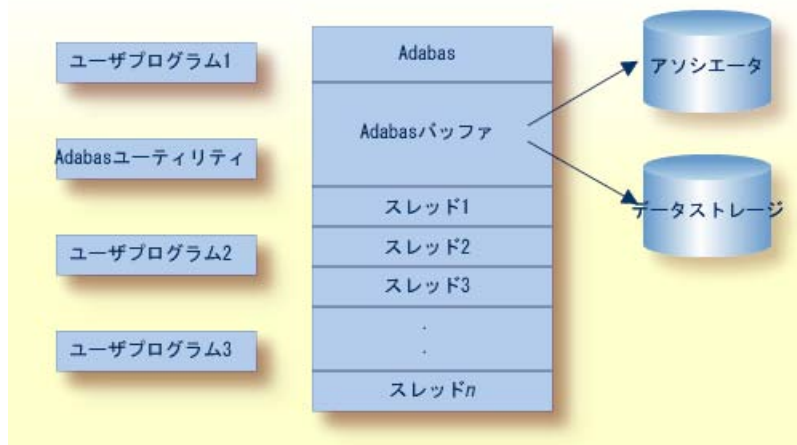 ユーザプログラム1
Adabasユーティリティ
ユーザプログラム2
ユーザプログラム3
Adabas
Adabasバッファ
スレッド1
スレッド2
スレッド3
.
.
スレッドn
アソシエータ
データストレージ